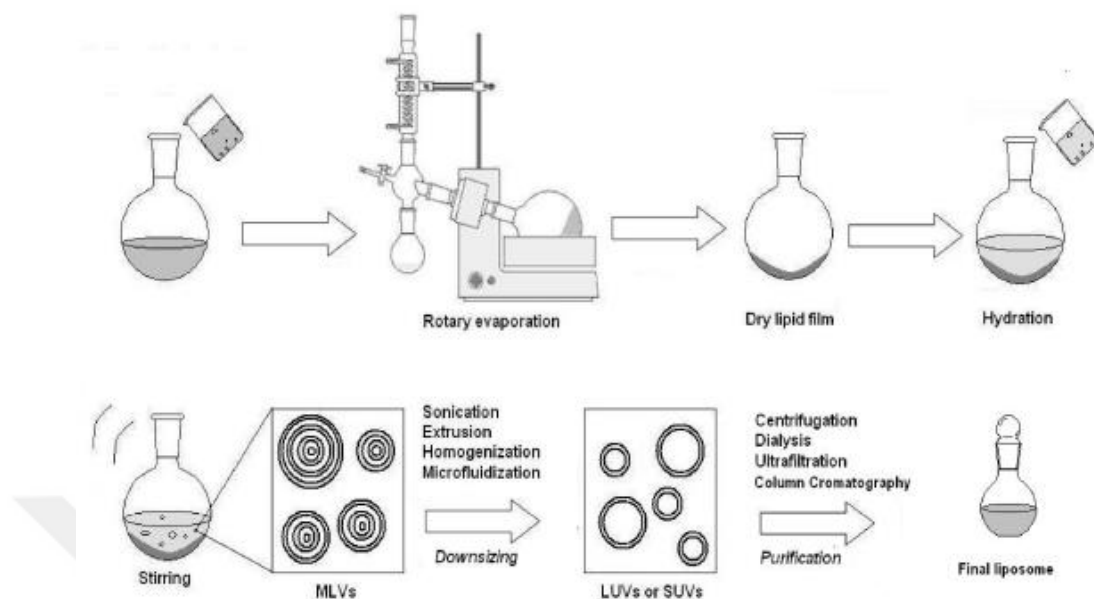 Rotary evaporation
Dry lipid film
Hydration
Sonication
Extrusion
Homogenization
Microfluidization
Downsizing
Centrifugation
Dialysis
Ultrafiltration
Column Cromatography
Purification
Stirring
MLVs
LUVs or SUVs
Final liposome